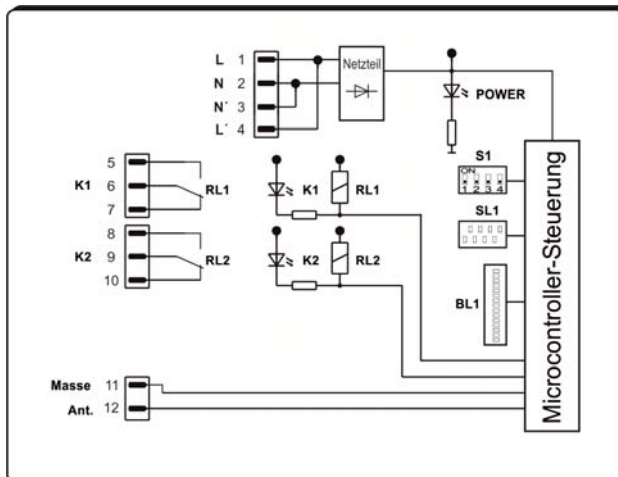 L 1
N 2
N´ 3
L´ 4
Netzteil
POWER
S1
ON
1 2 3 4
SL1
BL1
Microcontroller-Steuerung
K1
5
6
7
RL1
K1
RL1
K2
8
9
10
RL2
K2
RL2
Masse 11
Ant. 12